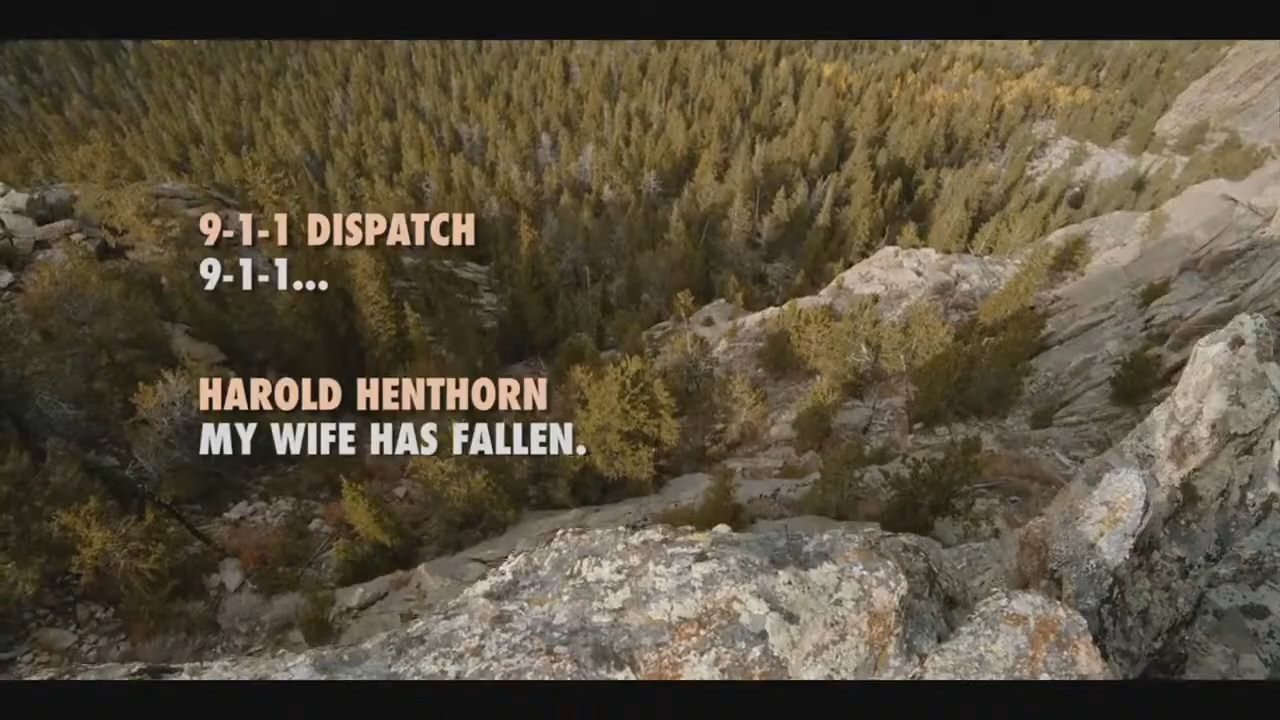 9-1-1 DISPATCH
9-1-1...
HAROLD HENTHORN
MY WIFE HAS FALLEN.